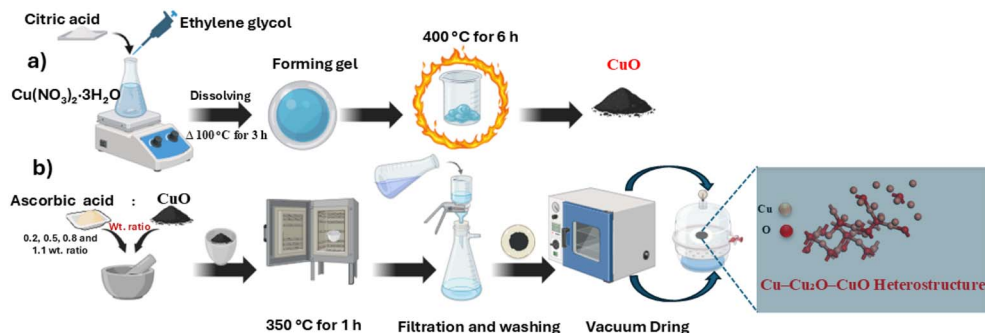 Citric acid
Ethylene glycol
a)
Cu(NO₃)₂·3H₂O
Dissolving
Δ 100 °C for 3 h
Forming gel
400 °C for 6 h
CuO
b)
Ascorbic acid : CuO
Wt. ratio
0.2, 0.5, 0.8 and
1.1 wt. ratio
350 °C for 1 h
Filtration and washing
Vacuum Dring
Cu
O
Cu–Cu₂O–CuO Heterostructure